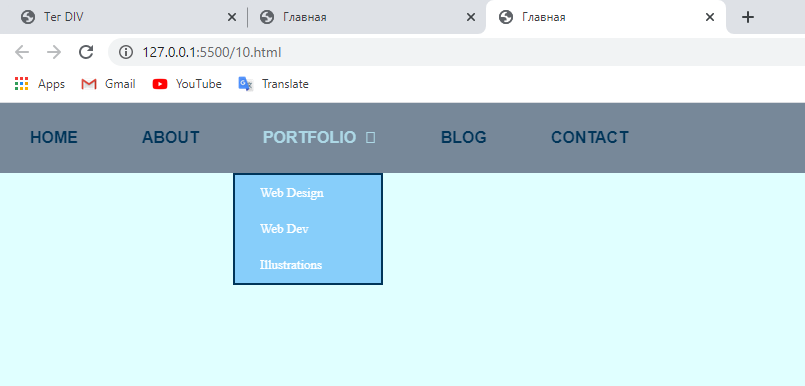 Тег DIV
Главная
Главная
127.0.0.1:5500/10.html
Apps Gmail YouTube Translate
HOME ABOUT PORTFOLIO BLOG CONTACT
Web Design
Web Dev
Illustrations